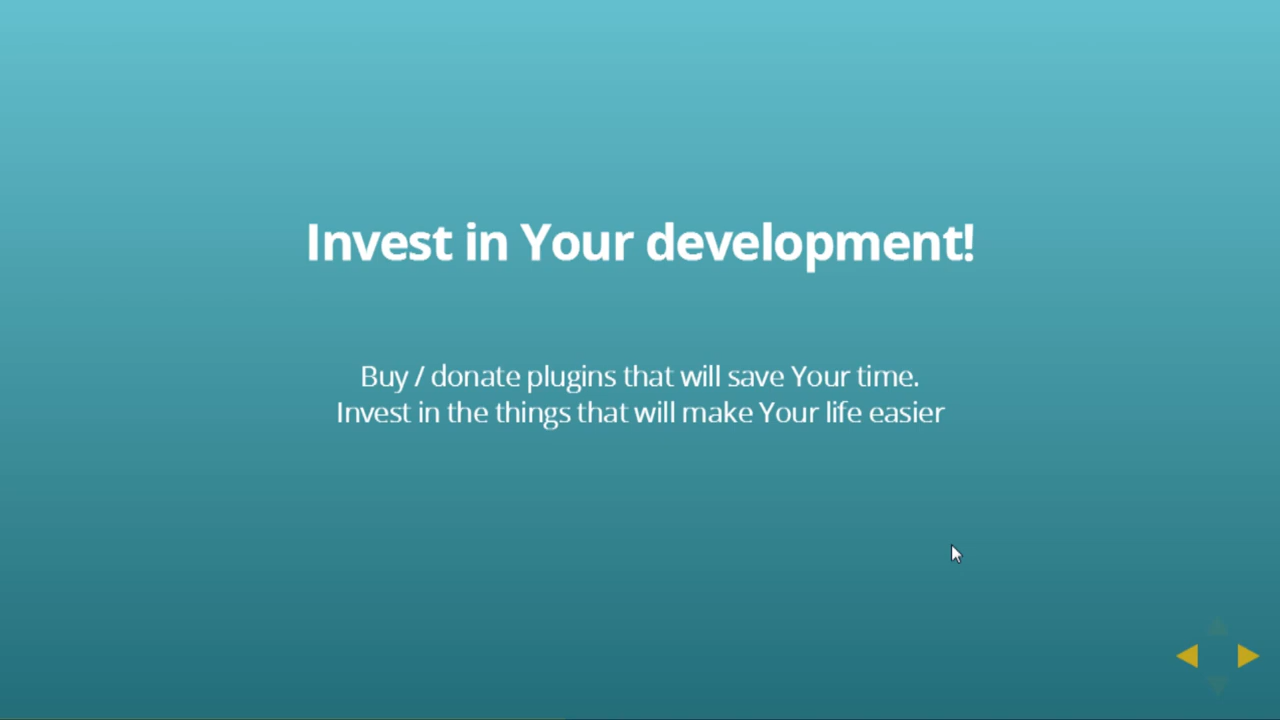 Invest in Your development!
Buy / donate plugins that will save Your time.
Invest in the things that will make Your life easier